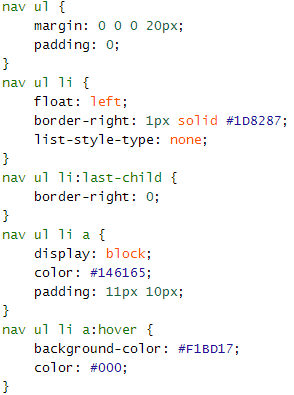 nav ul {
    margin: 0 0 0 20px;
    padding: 0;
}
nav ul li {
    float: left;
    border-right: 1px solid #1D8287;
    list-style-type: none;
}
nav ul li:last-child {
    border-right: 0;
}
nav ul li a {
    display: block;
    color: #146165;
    padding: 11px 10px;
}
nav ul li a:hover {
    background-color: #F1BD17;
    color: #000;
}